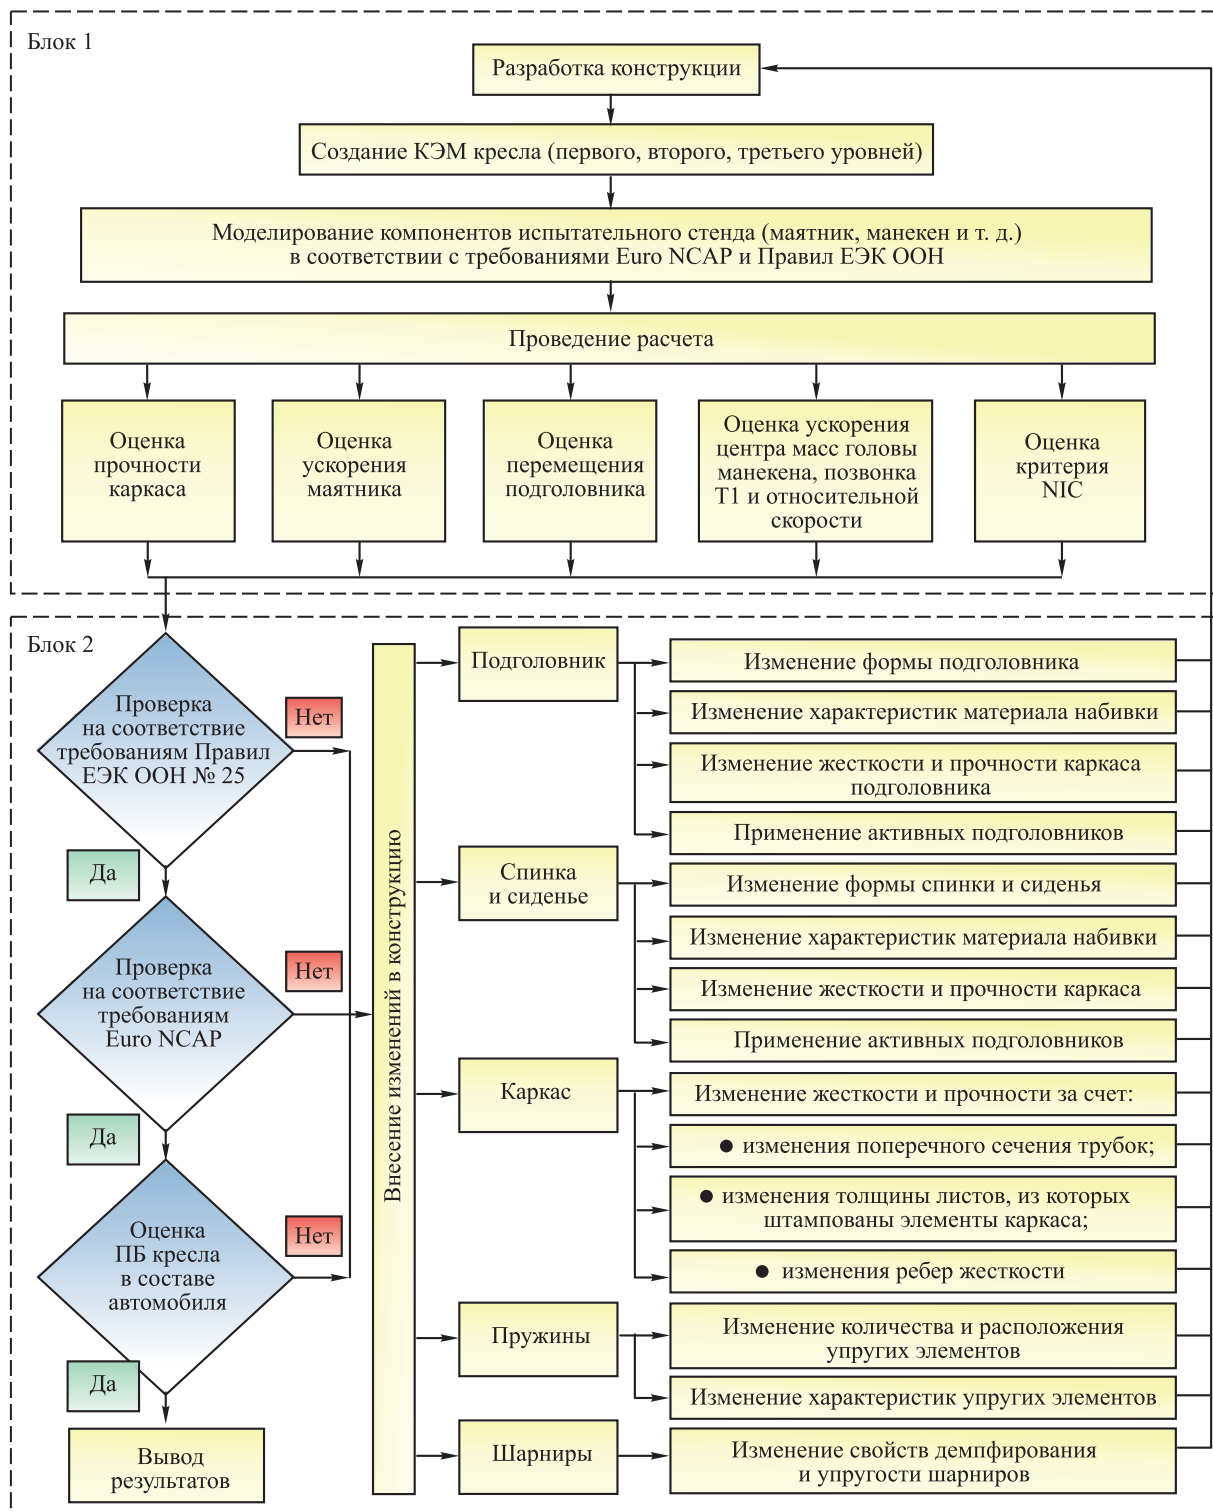 Блок 1
Разработка конструкции
Создание КЭМ кресла (первого, второго, третьего уровней)
Моделирование компонентов испытательного стенда (маятник, манекен и т. д.)
в соответствии с требованиями Euro NCAP и Правил ЕЭК ООН
Проведение расчета
Оценка
прочности
каркаса
Оценка
ускорения
маятника
Оценка
перемещения
подголовника
Оценка ускорения
центра масс головы
манекена, позвонка
T1 и относительной
скорости
Оценка
критерия
NIC
Блок 2
Проверка
на соответствие
требованиям Правил
ЕЭК ООН № 25
Нет
Да
Проверка
на соответствие
требованиям
Euro NCAP
Нет
Да
Оценка
ПБ кресла
в составе
автомобиля
Нет
Да
Вывод
результатов
Внесение изменений в конструкцию
Подголовник
Изменение формы подголовника
Изменение характеристик материала набивки
Изменение жесткости и прочности каркаса
подголовника
Применение активных подголовников
Спинка
и сиденье
Изменение формы спинки и сиденья
Изменение характеристик материала набивки
Изменение жесткости и прочности каркаса
Применение активных подголовников
Каркас
Изменение жесткости и прочности за счет:
● изменения поперечного сечения трубок;
● изменения толщины листов, из которых
штампованы элементы каркаса;
● изменения ребер жесткости
Пружины
Изменение количества и расположения
упругих элементов
Изменение характеристик упругих элементов
Шарниры
Изменение свойств демпфирования
и упругости шарниров